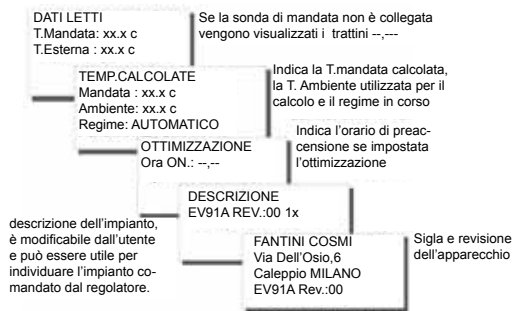 DATI LETTI
T.Mandata : xx.x c
T.Esterna : xx.x c
Se la sonda di mandata non è collegata
vengono visualizzati i trattini --,---
TEMP.CALCOLATE
Mandata : xx.x c
Ambiente: xx.x c
Regime: AUTOMATICO
Indica la T.mandata calcolata,
la T. Ambiente utilizzata per il
calcolo e il regime in corso
OTTIMIZZAZIONE
Ora ON.: --,--
Indica l'orario di preac-
censione se impostata
l'ottimizzazione
DESCRIZIONE
EV91A REV.:00 1x
descrizione dell'impianto,
è modificabile dall'utente
e può essere utile per
individuare l'impianto co-
mandato dal regolatore.
FANTINI COSMI
Via Dell'Osio,6
Caleppio MILANO
EV91A Rev.:00
Sigla e revisione
dell'apparecchio